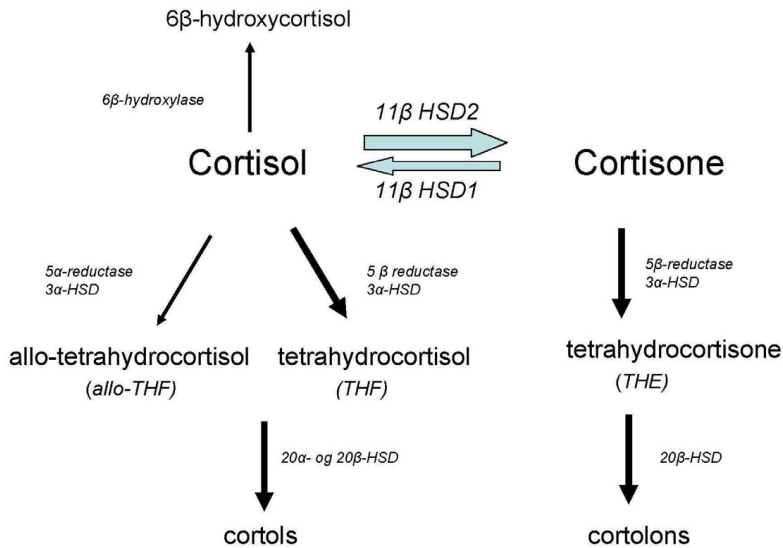 6β-hydroxycortisol
6β-hydroxylase
11β HSD2
Cortisol
Cortisone
11β HSD1
5α-reductase
3α-HSD
5 β reductase
3α-HSD
5β-reductase
3α-HSD
allo-tetrahydrocortisol
(allo-THF)
tetrahydrocortisol
(THF)
tetrahydrocortisone
(THE)
20α- og 20β-HSD
20β-HSD
cortols
cortolons